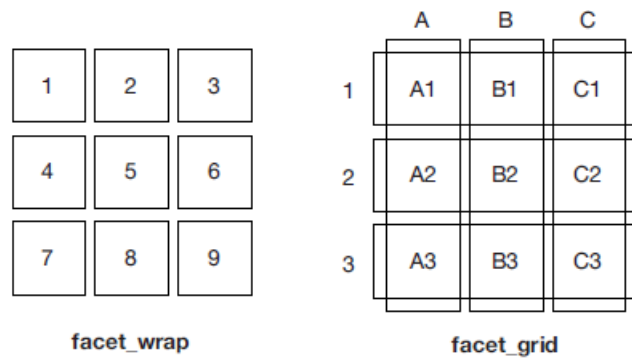 A B C
1 2 3
1 A1 B1 C1
4 5 6
2 A2 B2 C2
7 8 9
3 A3 B3 C3
facet_wrap
facet_grid